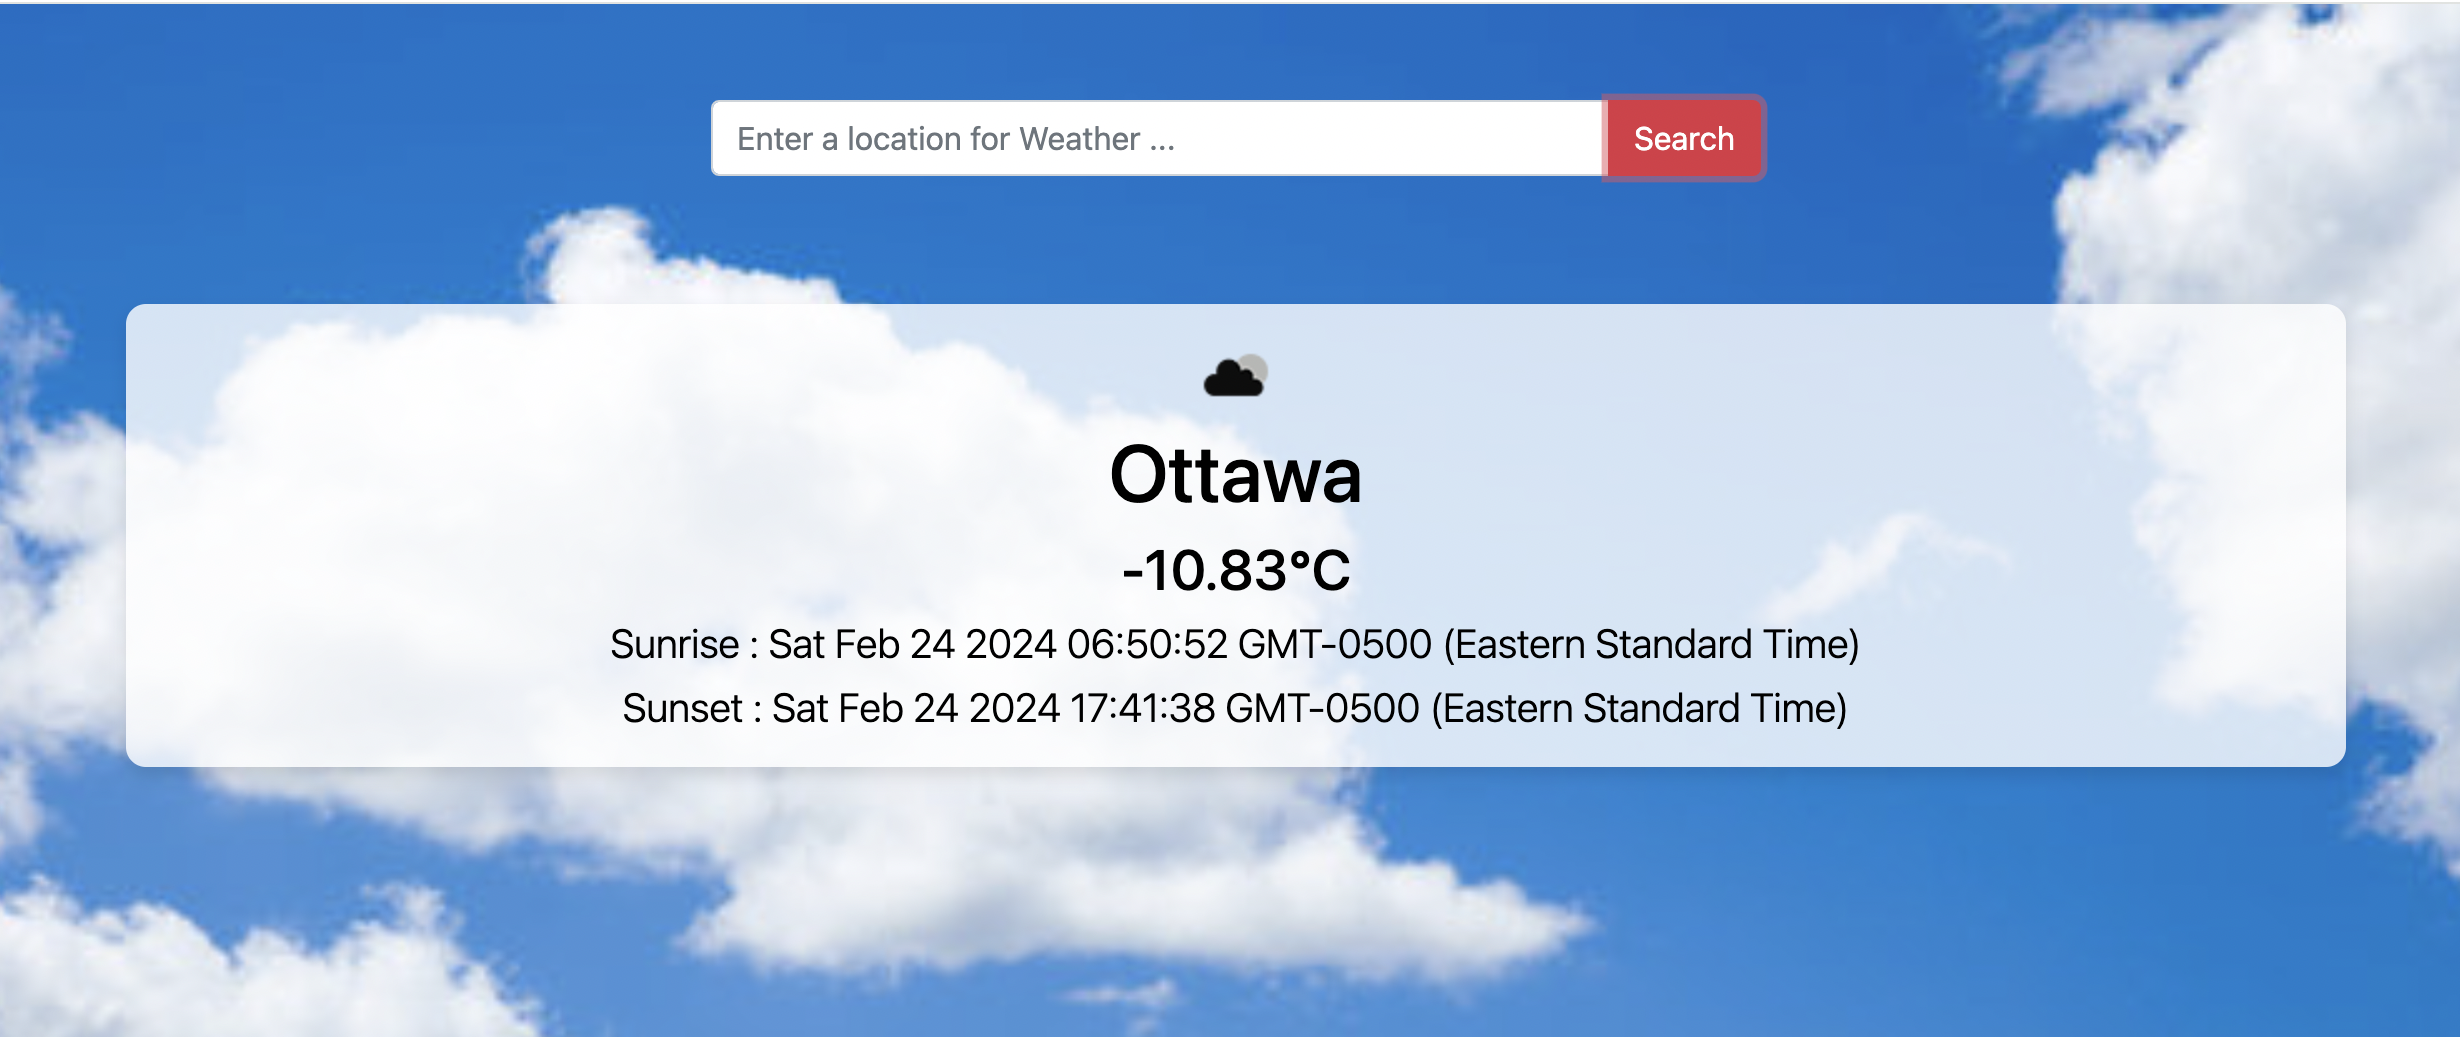 Enter a location for Weather ...
Search
Ottawa
-10.83°C
Sunrise : Sat Feb 24 2024 06:50:52 GMT-0500 (Eastern Standard Time)
Sunset : Sat Feb 24 2024 17:41:38 GMT-0500 (Eastern Standard Time)